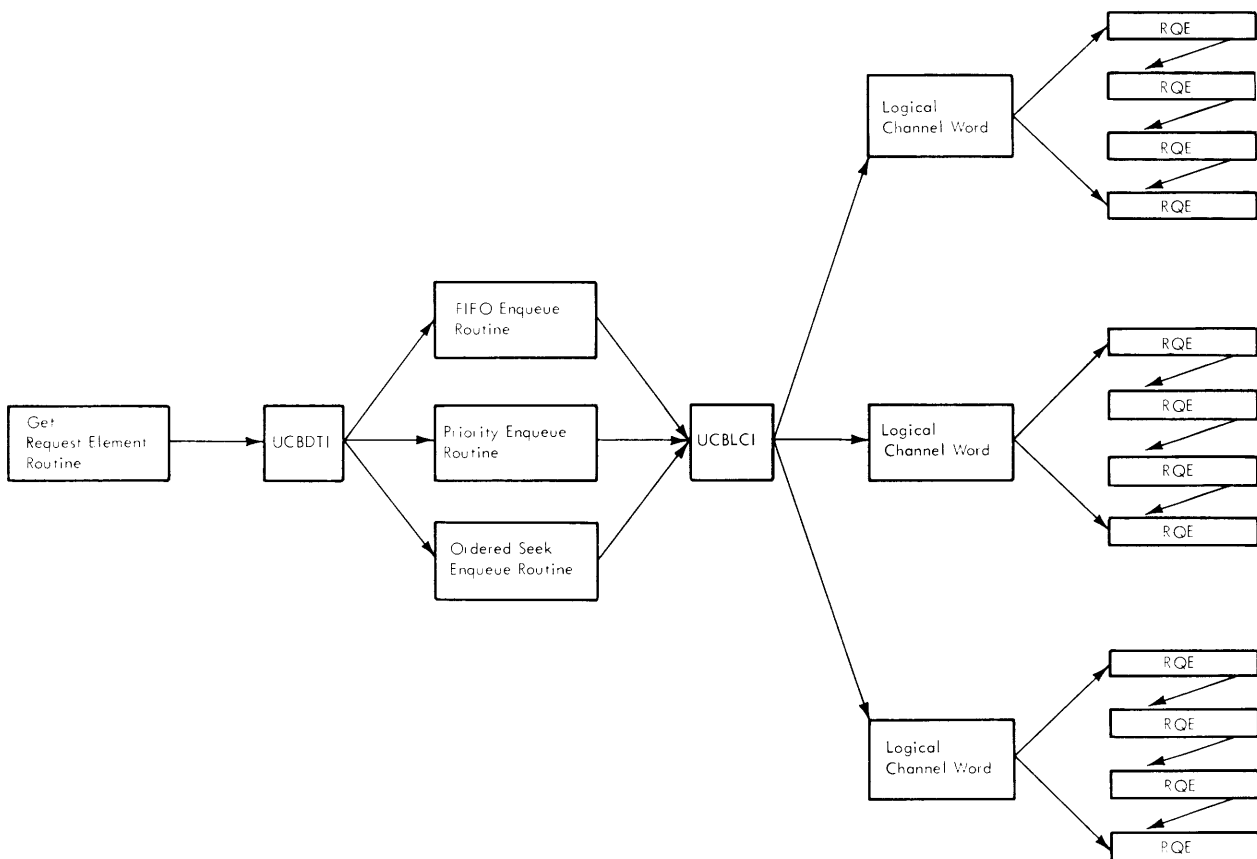 Get
Request Element
Routine
UCBDTI
FIFO Enqueue
Routine
Priority Enqueue
Routine
Ordered Seek
Enqueue Routine
UCBLCI
Logical
Channel Word
RQE
RQE
RQE
RQE
Logical
Channel Word
RQE
RQE
RQE
RQE
Logical
Channel Word
RQE
RQE
RQE
RQE